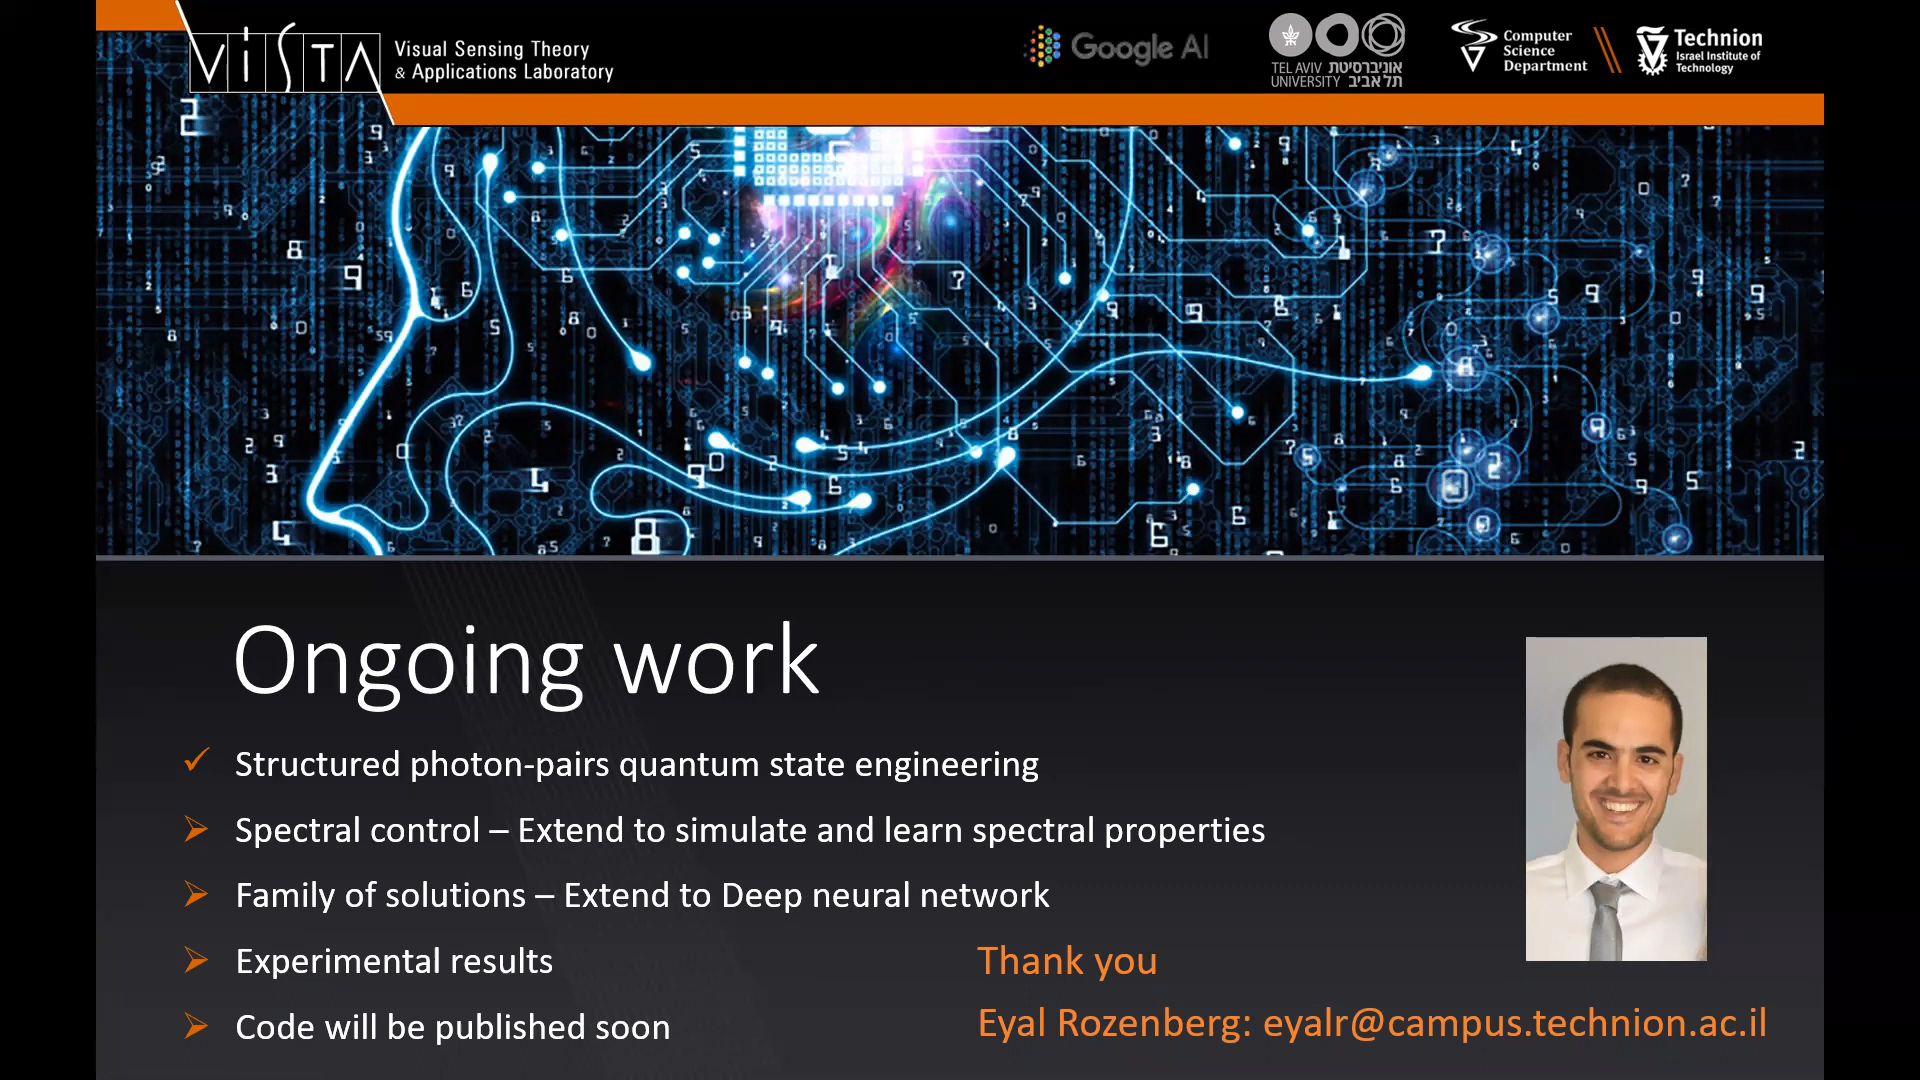 ViSTA
Visual Sensing Theory
& Applications Laboratory
Google AI
TEL AVIV אוניברסיטת
UNIVERSITY תל אביב
Computer
Science
Department
Technion
Israel Institute of
Technology
Ongoing work
Structured photon-pairs quantum state engineering
Spectral control – Extend to simulate and learn spectral properties
Family of solutions – Extend to Deep neural network
Experimental results
Code will be published soon
Thank you
Eyal Rozenberg: eyalr@campus.technion.ac.il